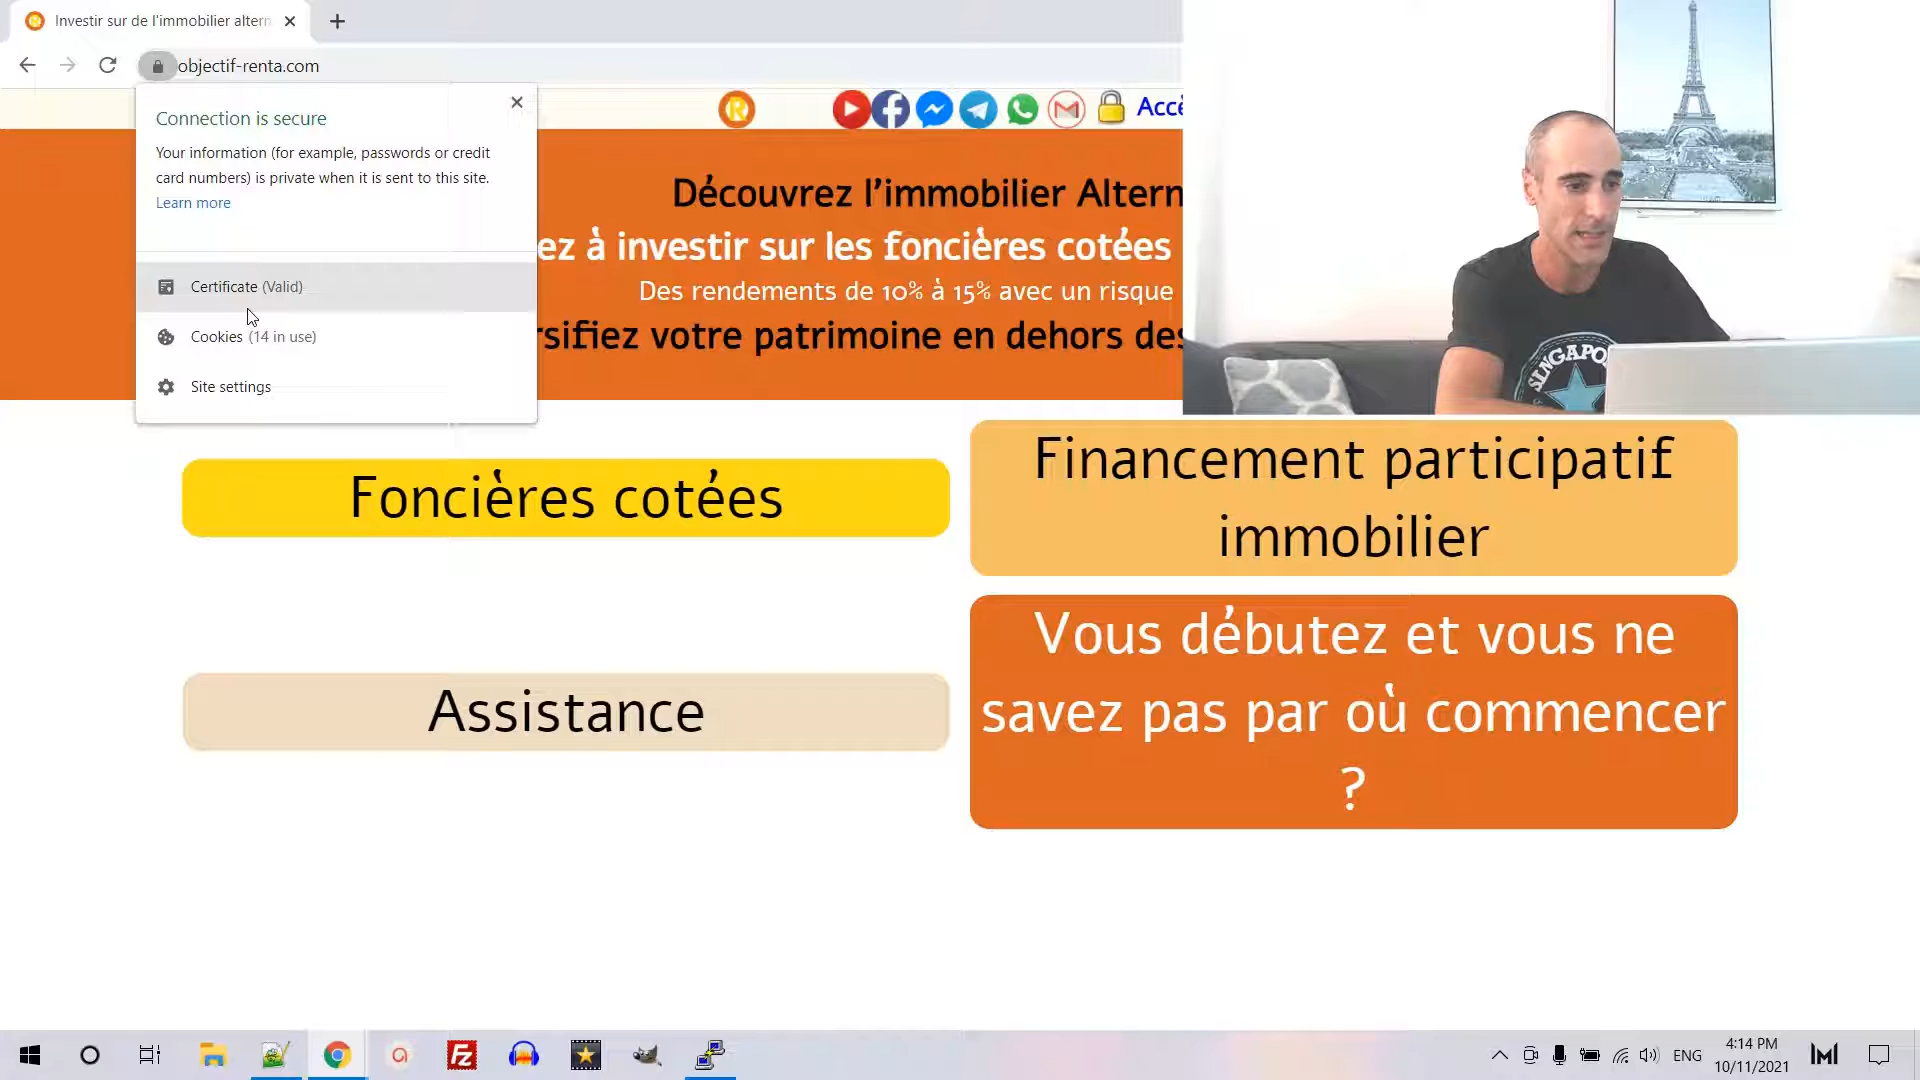 Investir sur de l'immobilier altern
objectif-renta.com
Connection is secure
Your information (for example, passwords or credit
card numbers) is private when it is sent to this site.
Learn more
Certificate (Valid)
Cookies (14 in use)
Site settings
Accè
Découvrez l'immobilier Altern
ez à investir sur les foncières cotées
Des rendements de 10% à 15% avec un risque
rsifiez votre patrimoine en dehors des
SINGAPO
Foncières cotées
Financement participatif
immobilier
Assistance
Vous débutez et vous ne
savez pas par où commencer
?
ENG
4:14 PM
10/11/2021